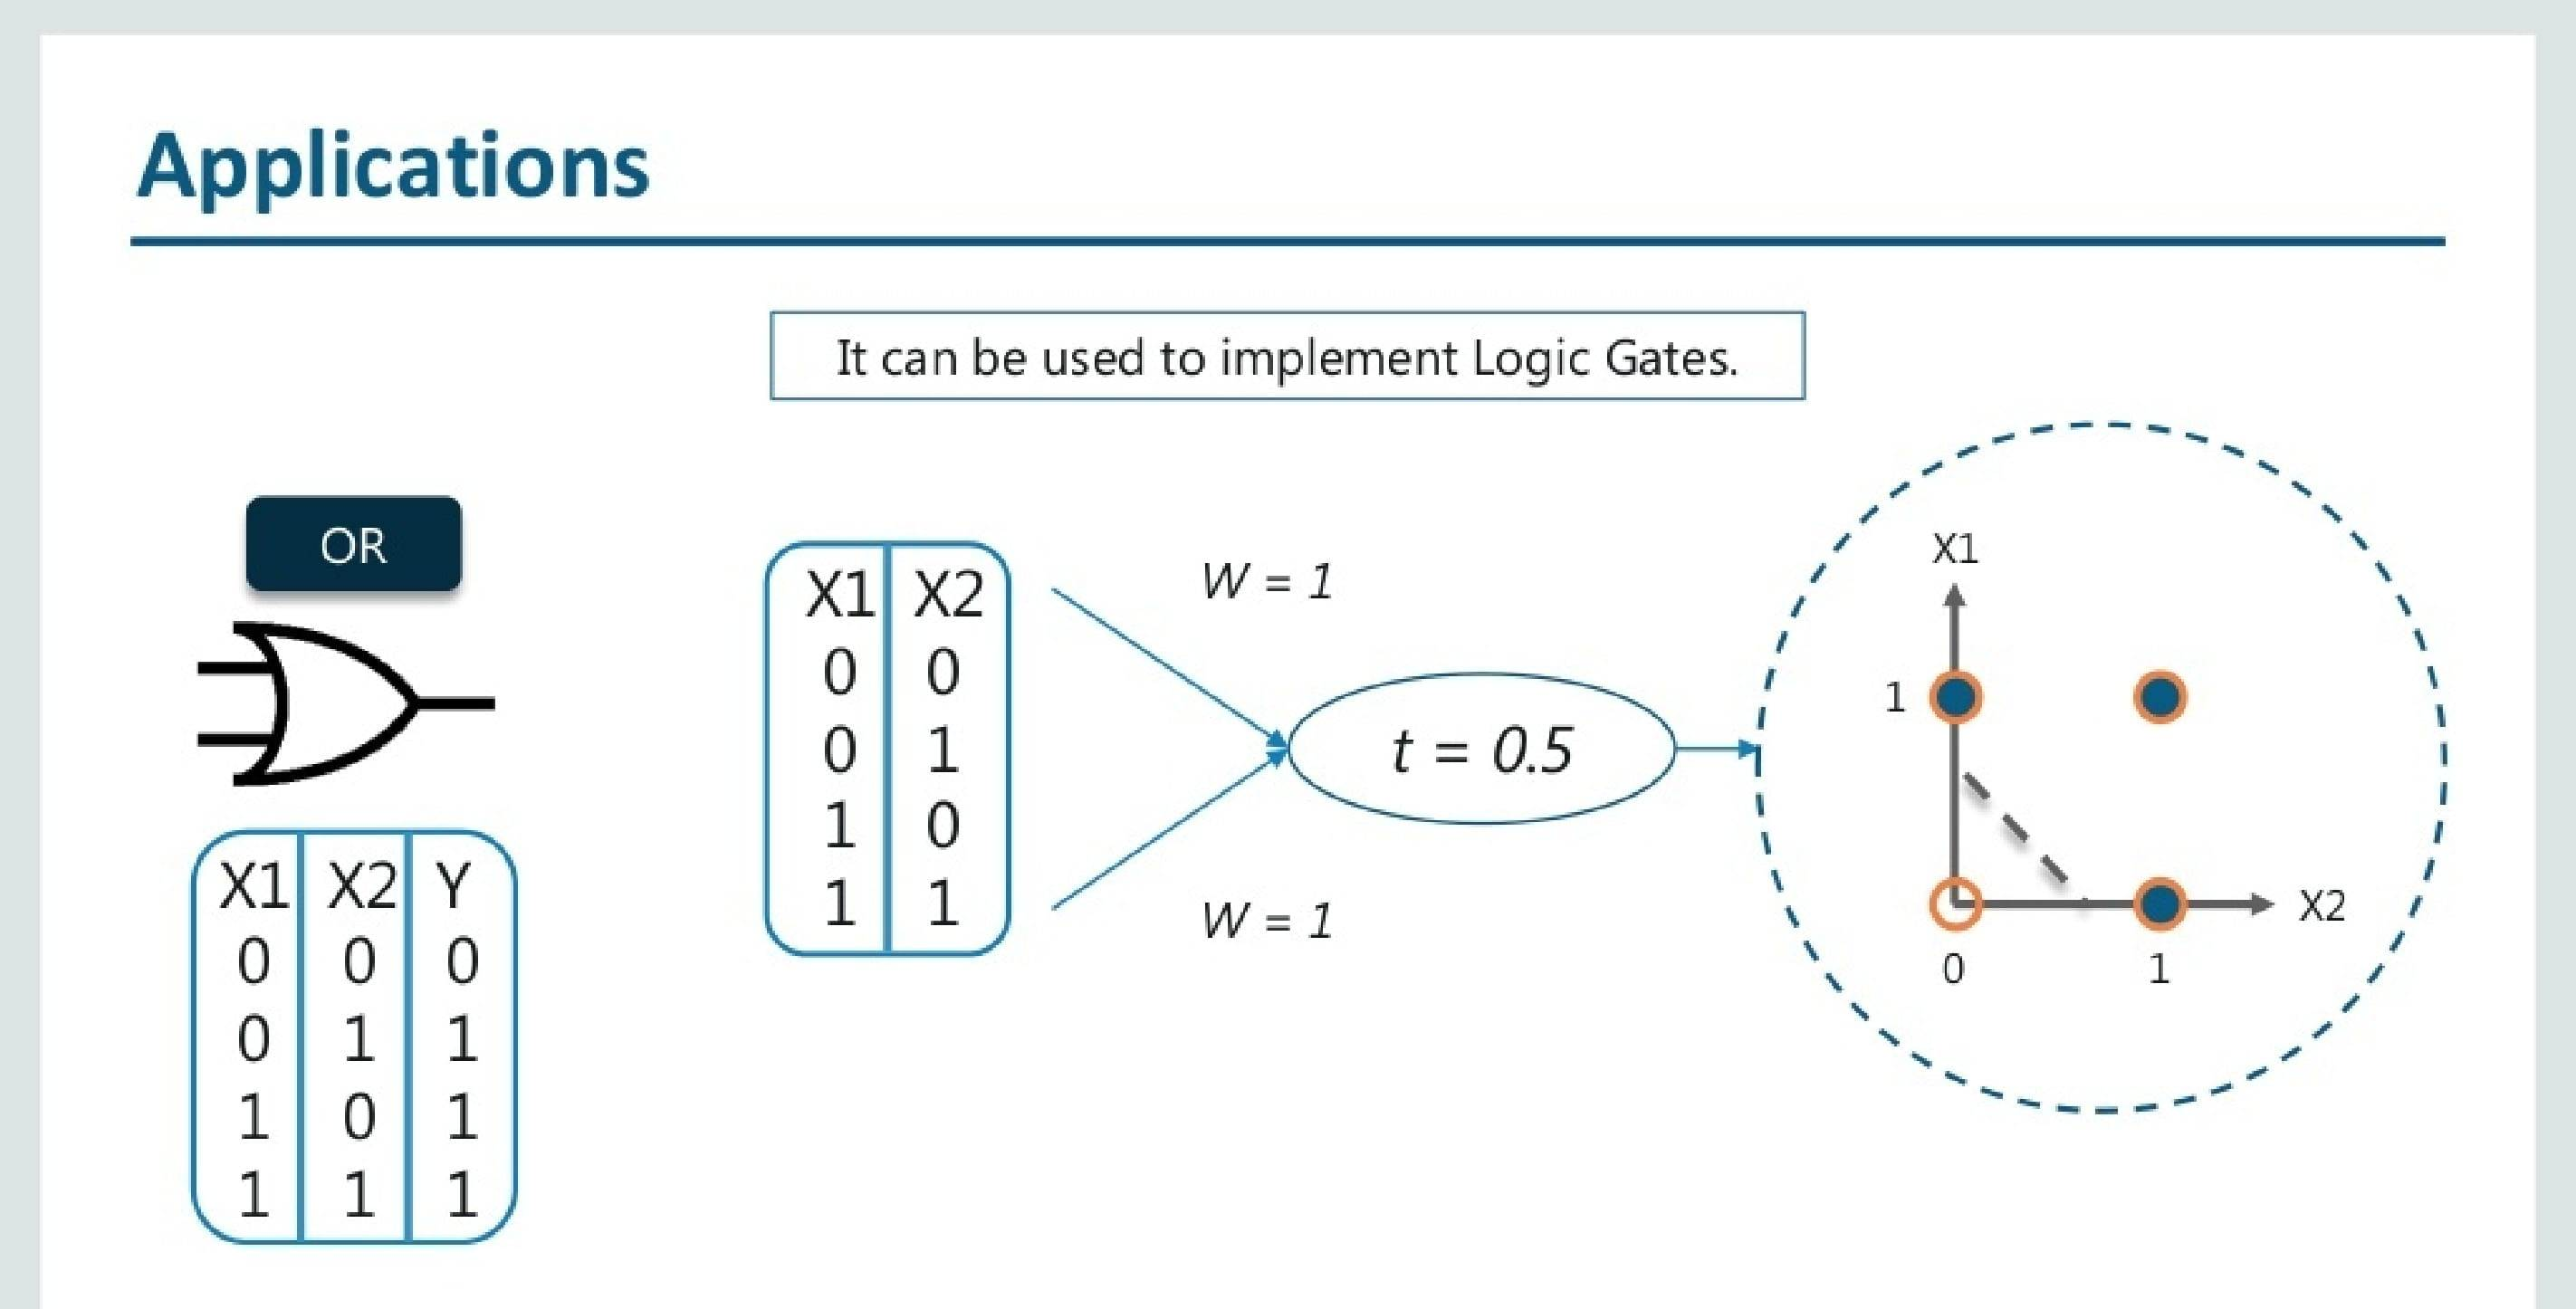 Applications
It can be used to implement Logic Gates.
OR
X1 X2 Y
0 0 0
0 1 1
1 0 1
1 1 1
X1 X2
0 0
0 1
1 0
1 1
W = 1
W = 1
t = 0.5
X1
1
X2
0 1